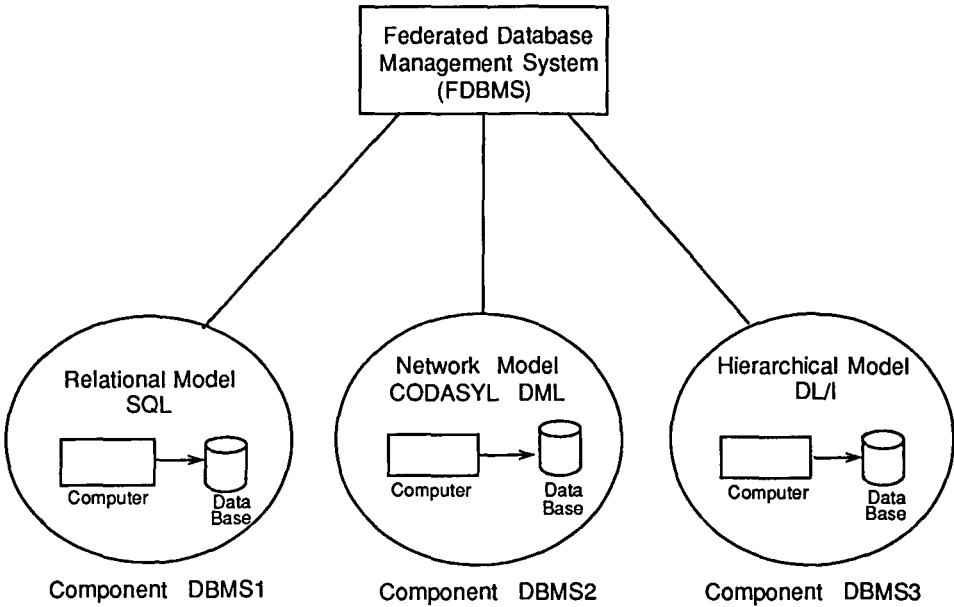 Federated Database
Management System
(FDBMS)
Relational Model
SQL
Computer
Data
Base
Component DBMS1
Network Model
CODASYL DML
Computer
Data
Base
Component DBMS2
Hierarchical Model
DL/I
Computer
Data
Base
Component DBMS3